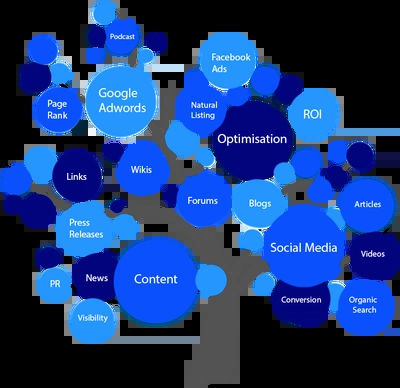 Podcast
Facebook
Ads
Google
Adwords
Page
Rank
Natural
Listing
ROI
Optimisation
Links
Wikis
Forums
Blogs
Articles
Press
Releases
Social Media
Videos
PR
News
Content
Conversion
Organic
Search
Visibility